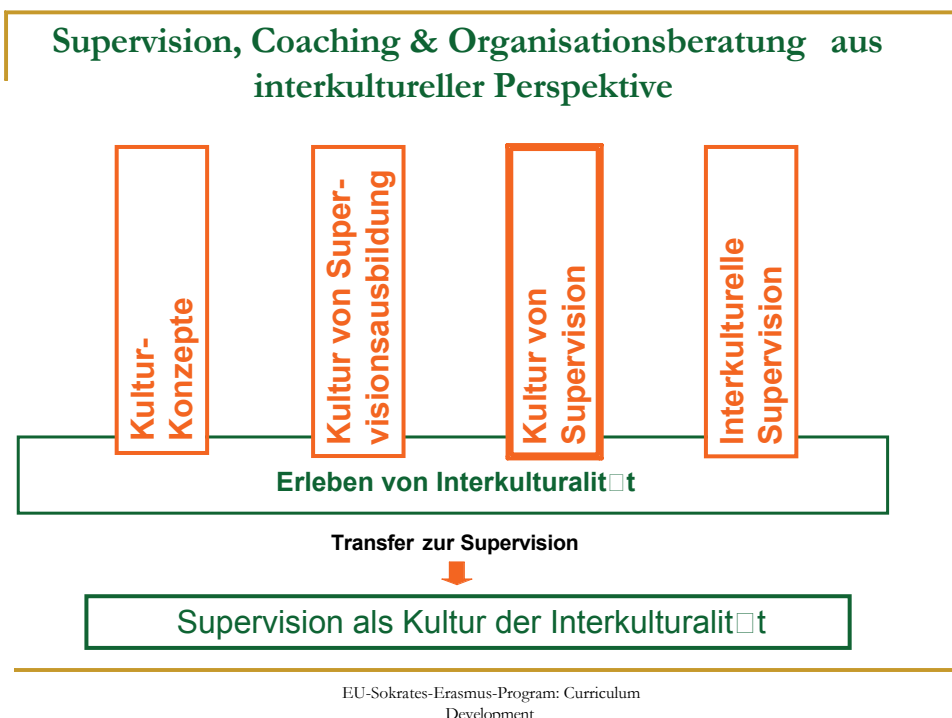 Supervision, Coaching & Organisationsberatung aus
interkultureller Perspektive
Kultur-
Konzepte
Kultur von Super-
visionsausbildung
Kultur von
Supervision
Interkulturelle
Supervision
Erleben von Interkulturalit□t
Transfer zur Supervision
Supervision als Kultur der Interkulturalit□t
EU-Sokrates-Erasmus-Program: Curriculum
Development